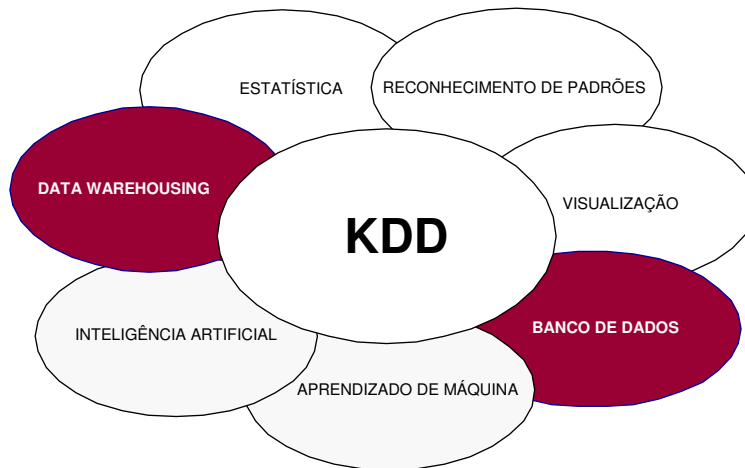 ESTATÍSTICA
RECONHECIMENTO DE PADRÕES
DATA WAREHOUSING
VISUALIZAÇÃO
KDD
INTELIGÊNCIA ARTIFICIAL
BANCO DE DADOS
APRENDIZADO DE MÁQUINA